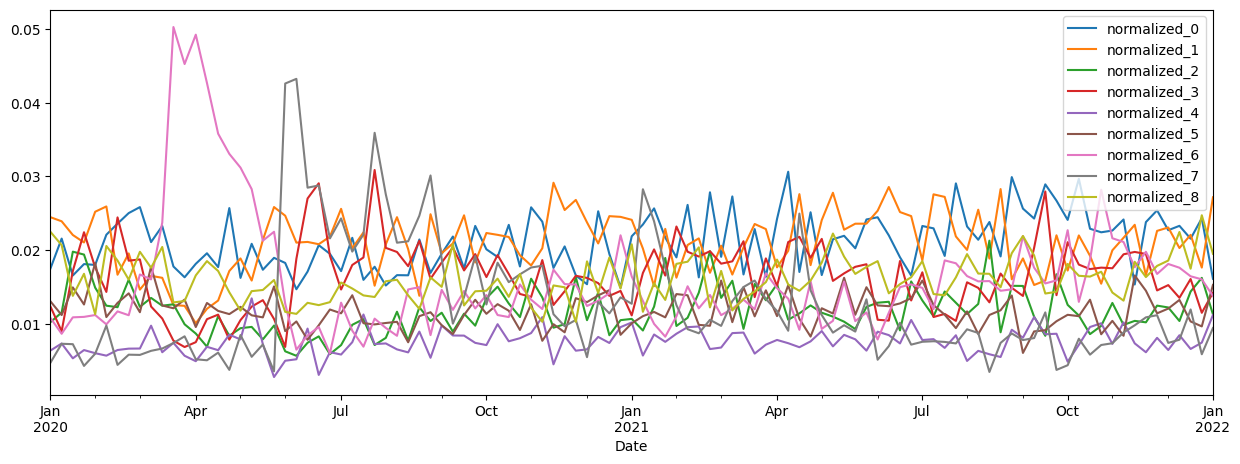 0.05
0.04
0.03
0.02
0.01
normalized_0
normalized_1
normalized_2
normalized_3
normalized_4
normalized_5
normalized_6
normalized_7
normalized_8
Jan Apr Jul Oct Jan Apr Jul Oct Jan
2020 2021 2022
Date